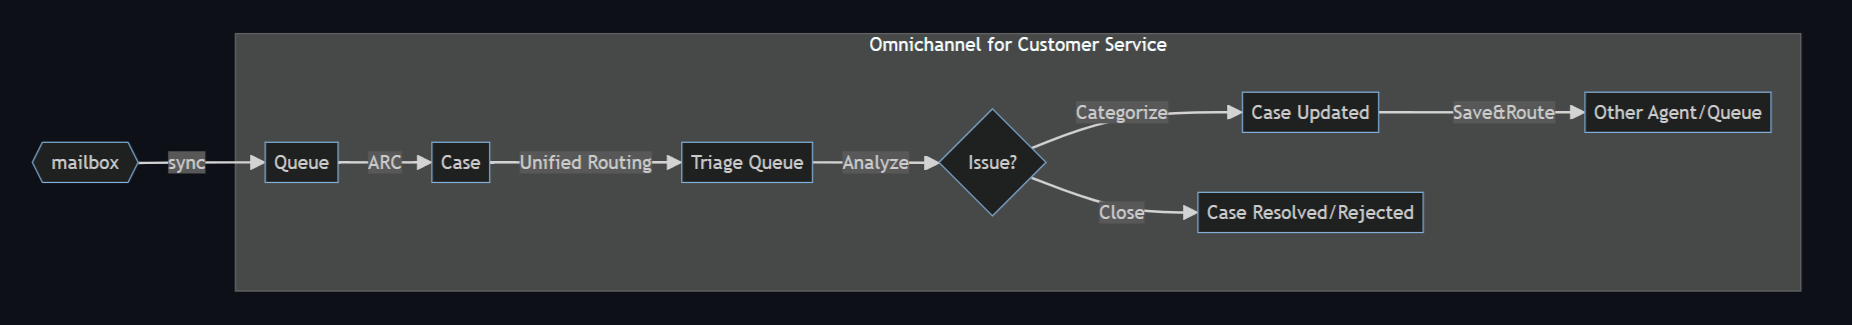 Omnichannel for Customer Service
mailbox
sync
Queue
ARC
Case
Unified Routing
Triage Queue
Analyze
Issue?
Categorize
Case Updated
Save&Route
Other Agent/Queue
Close
Case Resolved/Rejected